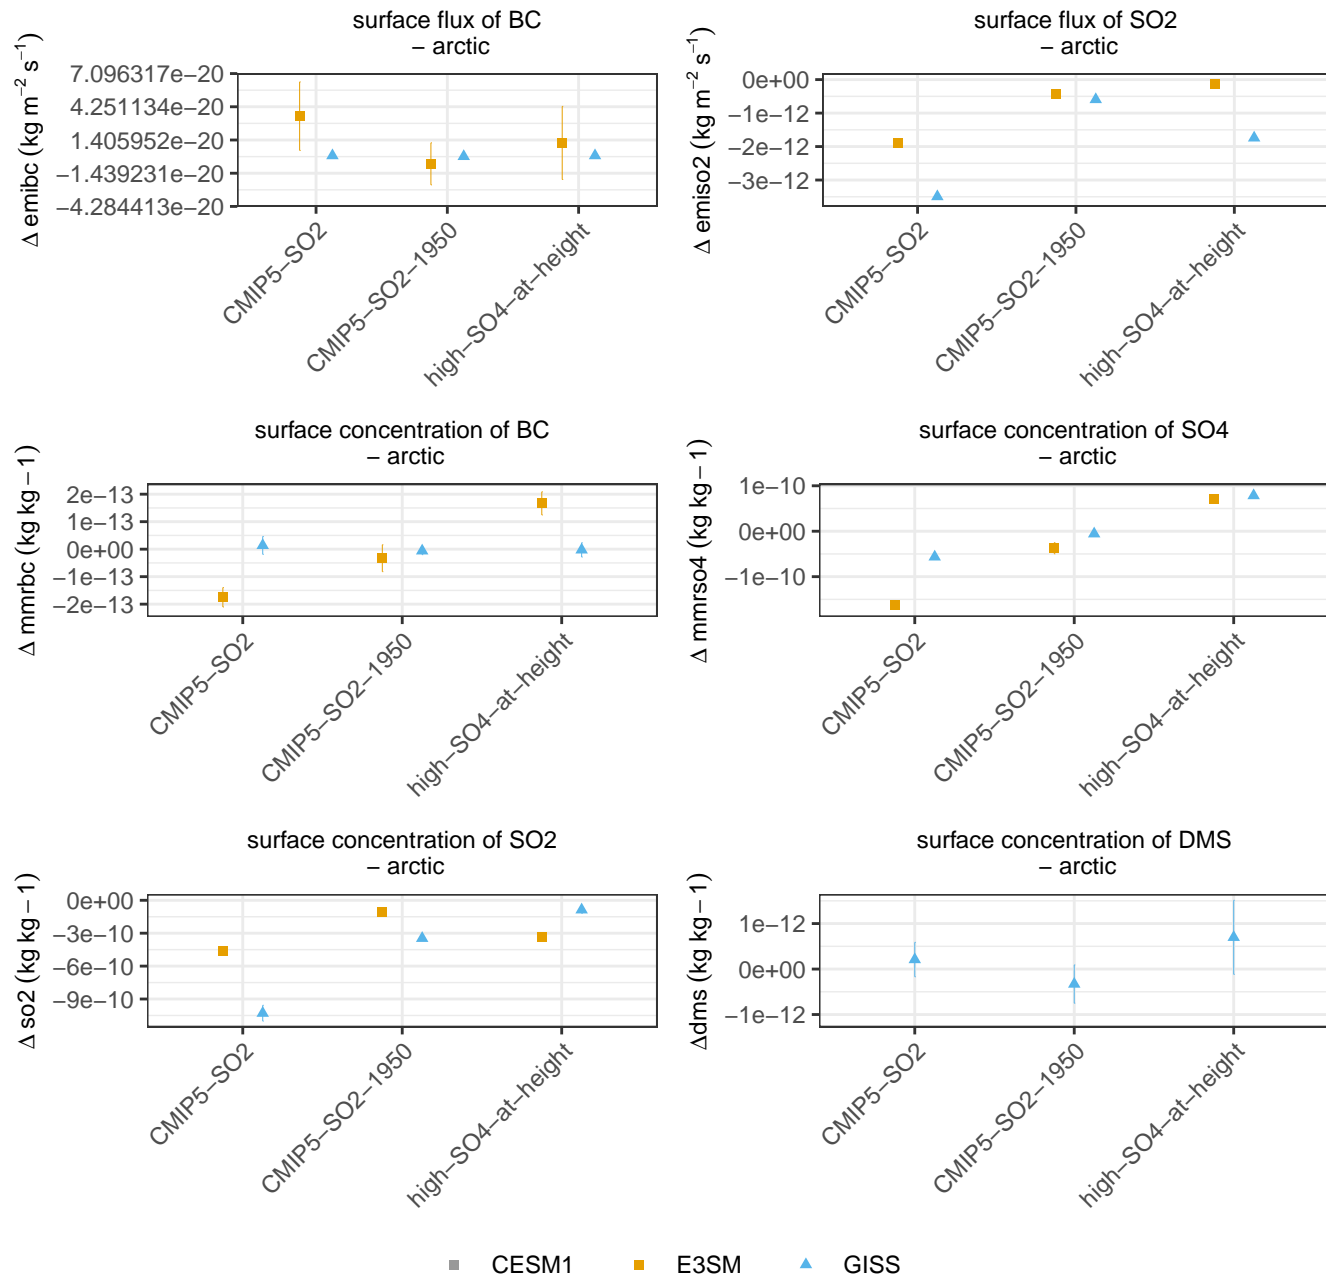 surface flux of BC
– arctic
Δ emibc (kg m−2 s−1)
7.096317e−20
4.251134e−20
1.405952e−20
−1.439231e−20
−4.284413e−20
CMIP5−SO2
CMIP5−SO2−1950
high−SO4−at−height
surface flux of SO2
– arctic
Δ emiso2 (kg m−2 s−1)
0e+00
−1e−12
−2e−12
−3e−12
CMIP5−SO2
CMIP5−SO2−1950
high−SO4−at−height
surface concentration of BC
– arctic
Δ mmrbc (kg kg−1)
2e−13
1e−13
0e+00
−1e−13
−2e−13
CMIP5−SO2
CMIP5−SO2−1950
high−SO4−at−height
surface concentration of SO4
– arctic
Δ mmrso4 (kg kg−1)
1e−10
0e+00
−1e−10
CMIP5−SO2
CMIP5−SO2−1950
high−SO4−at−height
surface concentration of SO2
– arctic
Δ so2 (kg kg−1)
0e+00
−3e−10
−6e−10
−9e−10
CMIP5−SO2
CMIP5−SO2−1950
high−SO4−at−height
surface concentration of DMS
– arctic
Δdms (kg kg−1)
1e−12
0e+00
−1e−12
CMIP5−SO2
CMIP5−SO2−1950
high−SO4−at−height
CESM1 E3SM GISS